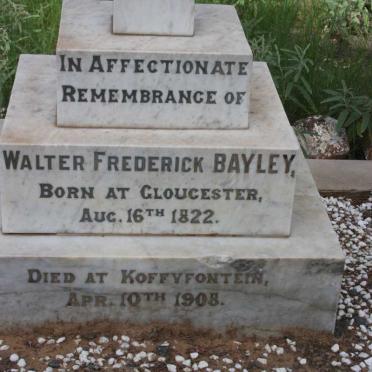 In Affectionate
Remembrance of
Walter Frederick BAYLEY,
Born at Gloucester,
Aug. 16th 1822.
Died at Koffyfontein,
Apr. 10th 1908.